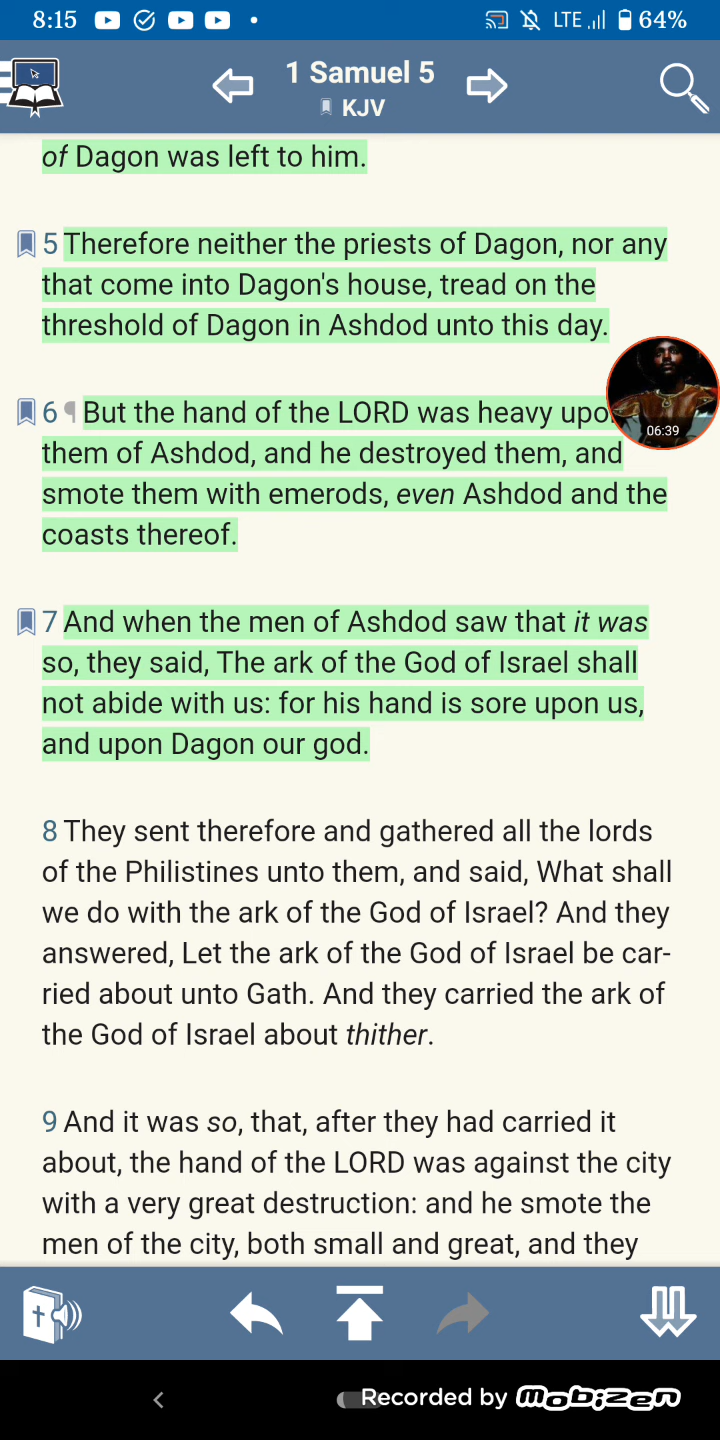 8:15 LTE 64%
1 Samuel 5
KJV
of Dagon was left to him.
5 Therefore neither the priests of Dagon, nor any
that come into Dagon's house, tread on the
threshold of Dagon in Ashdod unto this day.
6 ¶ But the hand of the LORD was heavy upo
06:39
them of Ashdod, and he destroyed them, and
smote them with emerods, even Ashdod and the
coasts thereof.
7 And when the men of Ashdod saw that it was
so, they said, The ark of the God of Israel shall
not abide with us: for his hand is sore upon us,
and upon Dagon our god.
8 They sent therefore and gathered all the lords
of the Philistines unto them, and said, What shall
we do with the ark of the God of Israel? And they
answered, Let the ark of the God of Israel be car-
ried about unto Gath. And they carried the ark of
the God of Israel about thither.
9 And it was so, that, after they had carried it
about, the hand of the LORD was against the city
with a very great destruction: and he smote the
men of the city, both small and great, and they
Recorded by mobizen